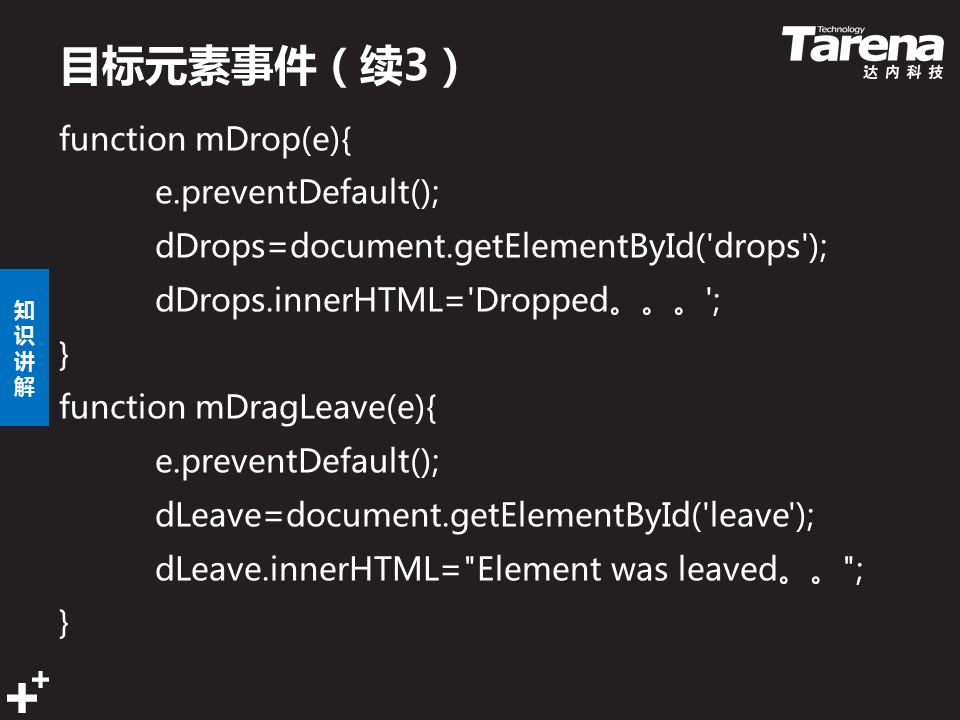 目标元素事件（续3）
Technology
Tarena
达内科技
function mDrop(e){
e.preventDefault();
dDrops=document.getElementById('drops');
dDrops.innerHTML='Dropped。。。';
}
function mDragLeave(e){
e.preventDefault();
dLeave=document.getElementById('leave');
dLeave.innerHTML="Element was leaved。。";
}
知
识
讲
解